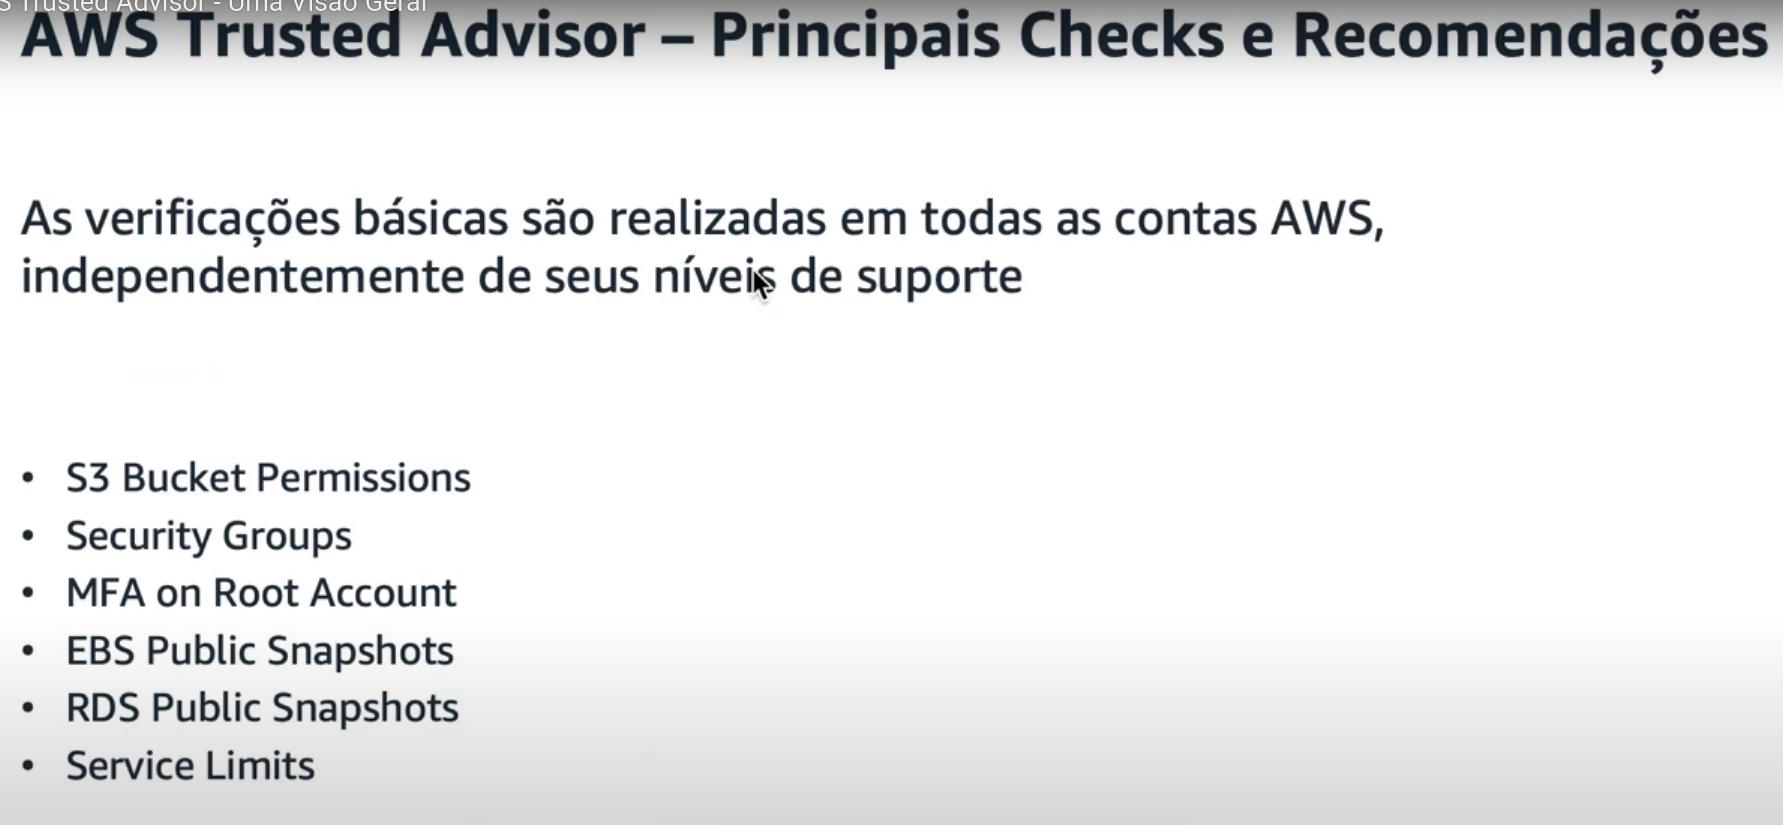 S Trusted Advisor - Uma Visão Geral
AWS Trusted Advisor – Principais Checks e Recomendações
As verificações básicas são realizadas em todas as contas AWS,
independentemente de seus níveis de suporte
• S3 Bucket Permissions
• Security Groups
• MFA on Root Account
• EBS Public Snapshots
• RDS Public Snapshots
• Service Limits